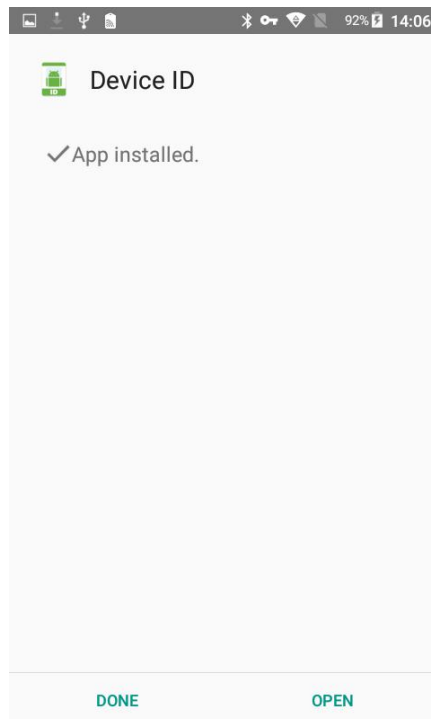 92% 14:06
ID
Device ID
App installed.
DONE OPEN